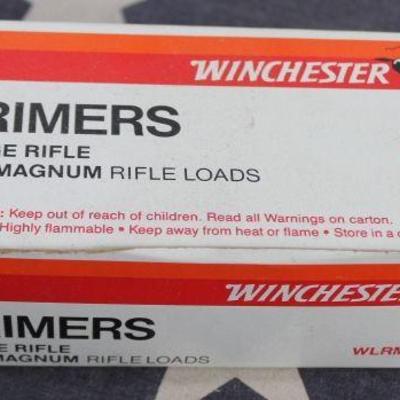 WINCHESTER
RIMERS
GE RIFLE
MAGNUM RIFLE LOADS
: Keep out of reach of children. Read all Warnings on carton.
Highly flammable • Keep away from heat or flame • Store in a c
WINCHESTER
RIMERS
E RIFLE
MAGNUM RIFLE LOADS
WLRM